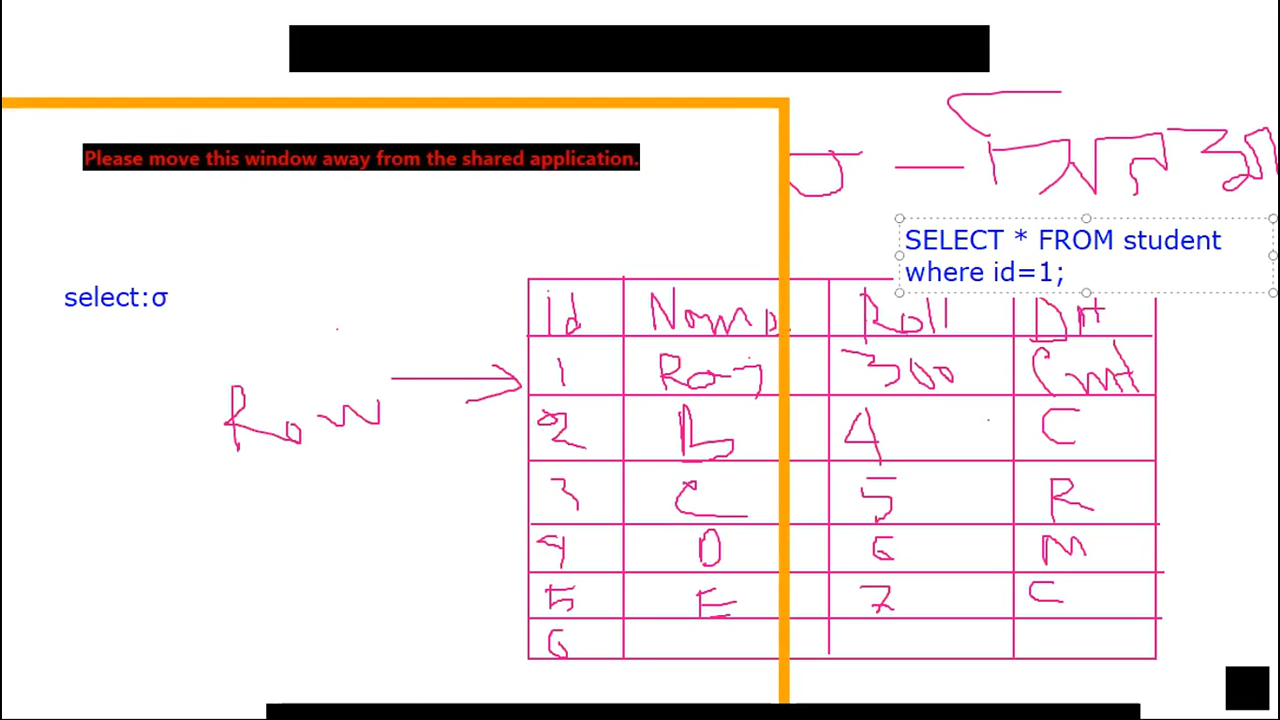 Please move this window away from the shared application.
σ —
SELECT * FROM student
where id=1;
select:σ
Row
id Name Roll
1 Raj 300 Cmt
2 B 4 C
3 C 5 R
4 D 6 M
5 E 7 C
6